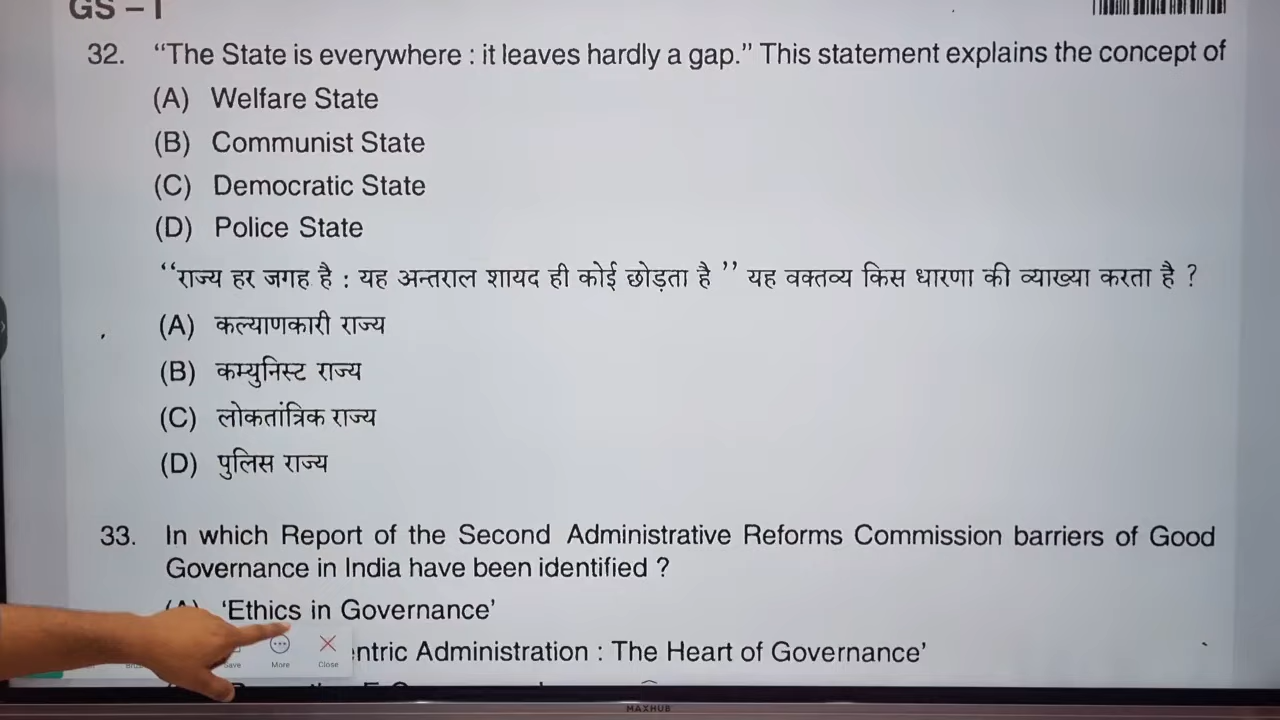 GS – I
32. “The State is everywhere : it leaves hardly a gap.” This statement explains the concept of
(A) Welfare State
(B) Communist State
(C) Democratic State
(D) Police State
“राज्य हर जगह है : यह अन्तराल शायद ही कोई छोड़ता है ” यह वक्तव्य किस धारणा की व्याख्या करता है ?
(A) कल्याणकारी राज्य
(B) कम्युनिस्ट राज्य
(C) लोकतांत्रिक राज्य
(D) पुलिस राज्य
33. In which Report of the Second Administrative Reforms Commission barriers of Good
Governance in India have been identified ?
(A) ‘Ethics in Governance’
Administration : The Heart of Governance’
Save More Close
MAXHUB